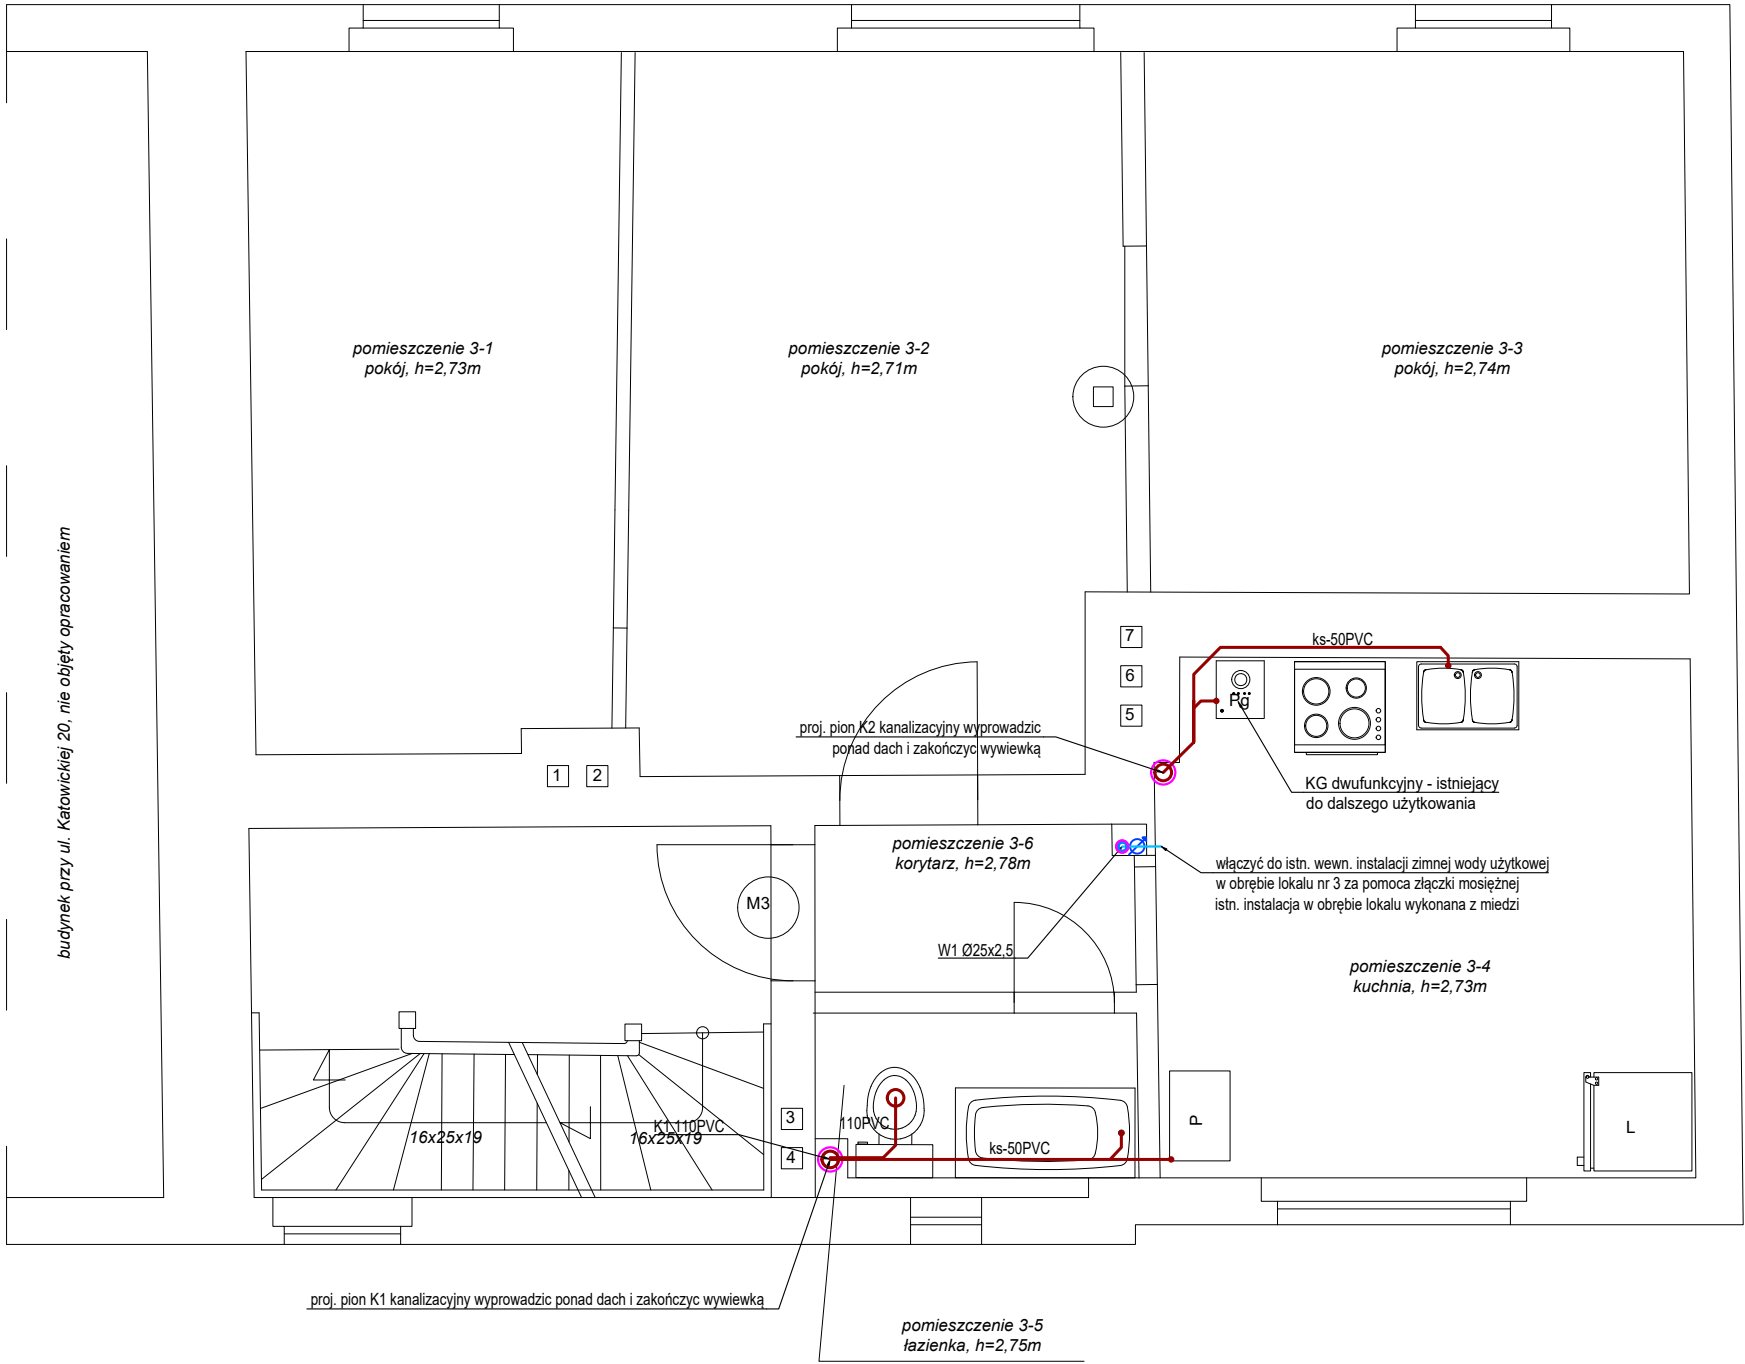 pomieszczenie 3-1
pokój, h=2,73m
pomieszczenie 3-2
pokój, h=2,71m
pomieszczenie 3-3
pokój, h=2,74m
budynek przy ul. Katowickiej 20, nie objęty opracowaniem
7
6
5
ks-50PVC
Pg
proj. pion K2 kanalizacyjny wyprowadzic
ponad dach i zakończyc wywiewką
1
2
KG dwufunkcyjny - istniejący
do dalszego użytkowania
pomieszczenie 3-6
korytarz, h=2,78m
włączyć do istn. wewn. instalacji zimnej wody użytkowej
w obrębie lokalu nr 3 za pomoca złączki mosiężnej
istn. instalacja w obrębie lokalu wykonana z miedzi
M3
W1 Ø25x2,5
pomieszczenie 3-4
kuchnia, h=2,73m
3
4
K1 110PVC
110PVC
16x25x19
16x25x19
ks-50PVC
P
L
proj. pion K1 kanalizacyjny wyprowadzic ponad dach i zakończyc wywiewką
pomieszczenie 3-5
łazienka, h=2,75m